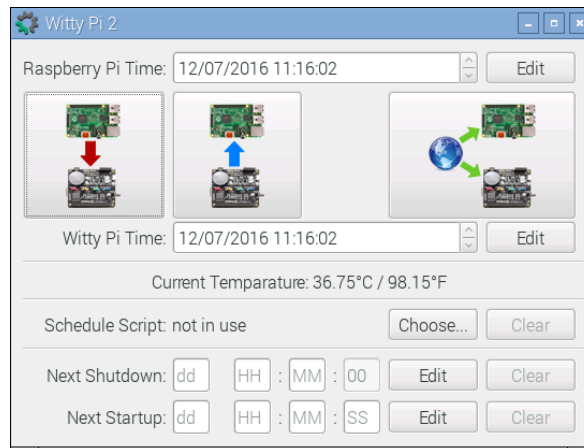 Witty Pi 2
Raspberry Pi Time: 12/07/2016 11:16:02 Edit
Witty Pi Time: 12/07/2016 11:16:02 Edit
Current Temparature: 36.75°C / 98.15°F
Schedule Script: not in use Choose... Clear
Next Shutdown: dd HH : MM : 00 Edit Clear
Next Startup: dd HH : MM : SS Edit Clear